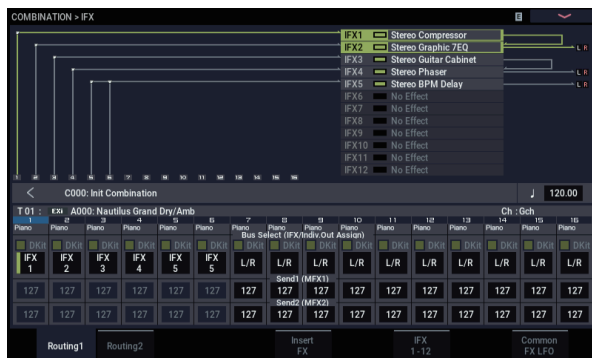 COMBINATION > IFX E
IFX1 Stereo Compressor
IFX2 Stereo Graphic 7EQ L R
IFX3 Stereo Guitar Cabinet
IFX4 Stereo Phaser L R
IFX5 Stereo BPM Delay L R
IFX6 No Effect
IFX7 No Effect
IFX8 No Effect
IFX9 No Effect
IFX10 No Effect
IFX11 No Effect
IFX12 No Effect
1 2 3 4 5 6 7 8 9 10 11 12 13 14 15 16
< C000: Init Combination ♩ 120.00
T 01 : EXi A000: Nautilus Grand Dry/Amb Ch : Gch
1 2 3 4 5 6 7 8 9 10 11 12 13 14 15 16
Piano Piano Piano Piano Piano Piano Piano Piano Piano Piano Piano Piano Piano Piano Piano Piano
Bus Select (IFX/Indiv.Out Assign)
DKit DKit DKit DKit DKit DKit DKit DKit DKit DKit DKit DKit DKit DKit DKit DKit
IFX IFX IFX IFX IFX IFX L/R L/R L/R L/R L/R L/R L/R L/R L/R L/R
1 2 3 4 5 5
Send1 (MFX1)
127 127 127 127 127 127 127 127 127 127 127 127 127 127 127 127
Send2 (MFX2)
127 127 127 127 127 127 127 127 127 127 127 127 127 127 127 127
Routing1 Routing2 Insert FX IFX 1-12 Common FX LFO